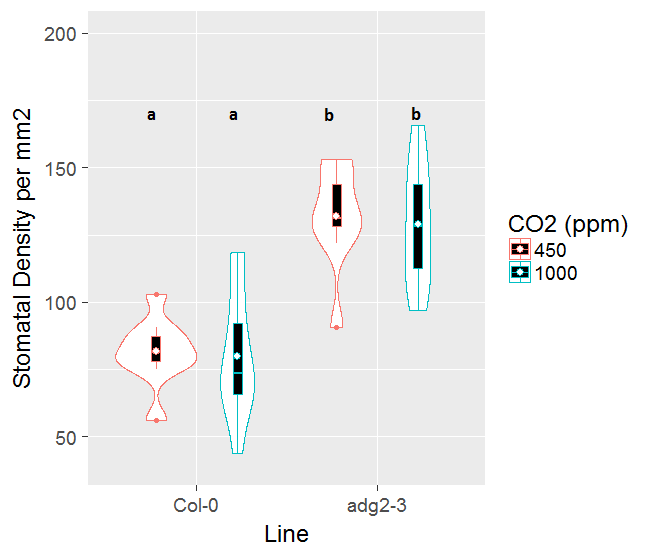 200
150
100
50
Stomatal Density per mm2
a a b b
Col-0 adg2-3
Line
CO2 (ppm)
450
1000